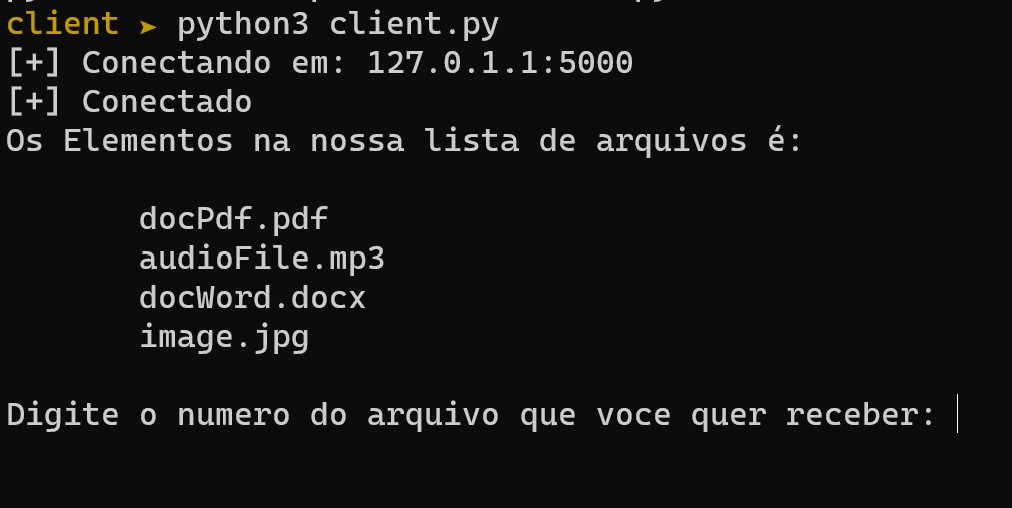 client ➤ python3 client.py
[+] Conectando em: 127.0.1.1:5000
[+] Conectado
Os Elementos na nossa lista de arquivos é:
docPdf.pdf
audioFile.mp3
docWord.docx
image.jpg
Digite o numero do arquivo que voce quer receber: